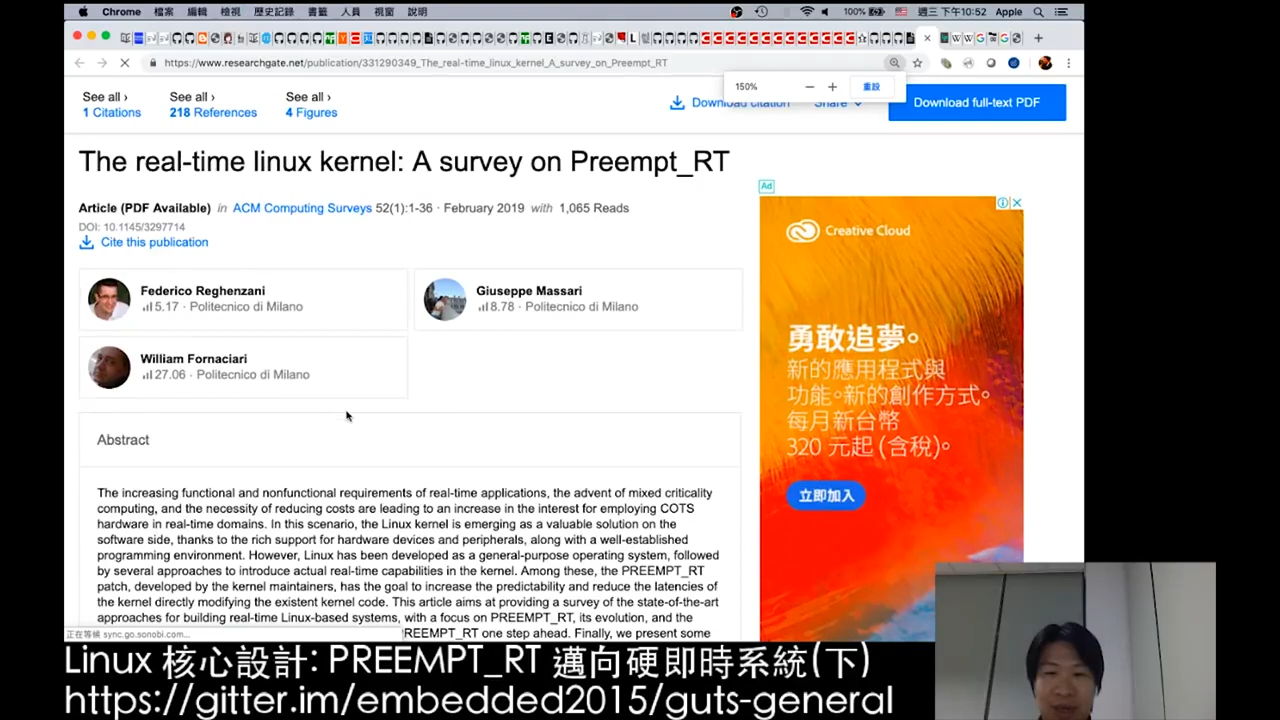 Chrome 檔案 編輯 檢視 歷史記錄 書籤 人員 視窗 說明 100% 週三 下午10:52 Apple
https://www.researchgate.net/publication/331290349_The_real-time_linux_kernel_A_survey_on_Preempt_RT
150% 重設
See all › See all › See all ›
1 Citations 218 References 4 Figures
Download citation Share Download full-text PDF
The real-time linux kernel: A survey on Preempt_RT
Ad
Article (PDF Available) in ACM Computing Surveys 52(1):1-36 · February 2019 with 1,065 Reads
DOI: 10.1145/3297714
Cite this publication
Creative Cloud
Federico Reghenzani
5.17 · Politecnico di Milano
Giuseppe Massari
8.78 · Politecnico di Milano
William Fornaciari
27.06 · Politecnico di Milano
勇敢追夢。
新的應用程式與
功能。新的創作方式。
每月新台幣
320 元起 (含稅)。
立即加入
Abstract
The increasing functional and nonfunctional requirements of real-time applications, the advent of mixed criticality
computing, and the necessity of reducing costs are leading to an increase in the interest for employing COTS
hardware in real-time domains. In this scenario, the Linux kernel is emerging as a valuable solution on the
software side, thanks to the rich support for hardware devices and peripherals, along with a well-established
programming environment. However, Linux has been developed as a general-purpose operating system, followed
by several approaches to introduce actual real-time capabilities in the kernel. Among these, the PREEMPT_RT
patch, developed by the kernel maintainers, has the goal to increase the predictability and reduce the latencies of
the kernel directly modifying the existent kernel code. This article aims at providing a survey of the state-of-the-art
approaches for building real-time Linux-based systems, with a focus on PREEMPT_RT, its evolution, and the
REEMPT_RT one step ahead. Finally, we present some
正在等候 sync.go.sonobi.com...
Linux 核心設計: PREEMPT_RT 邁向硬即時系統(下)
https://gitter.im/embedded2015/guts-general